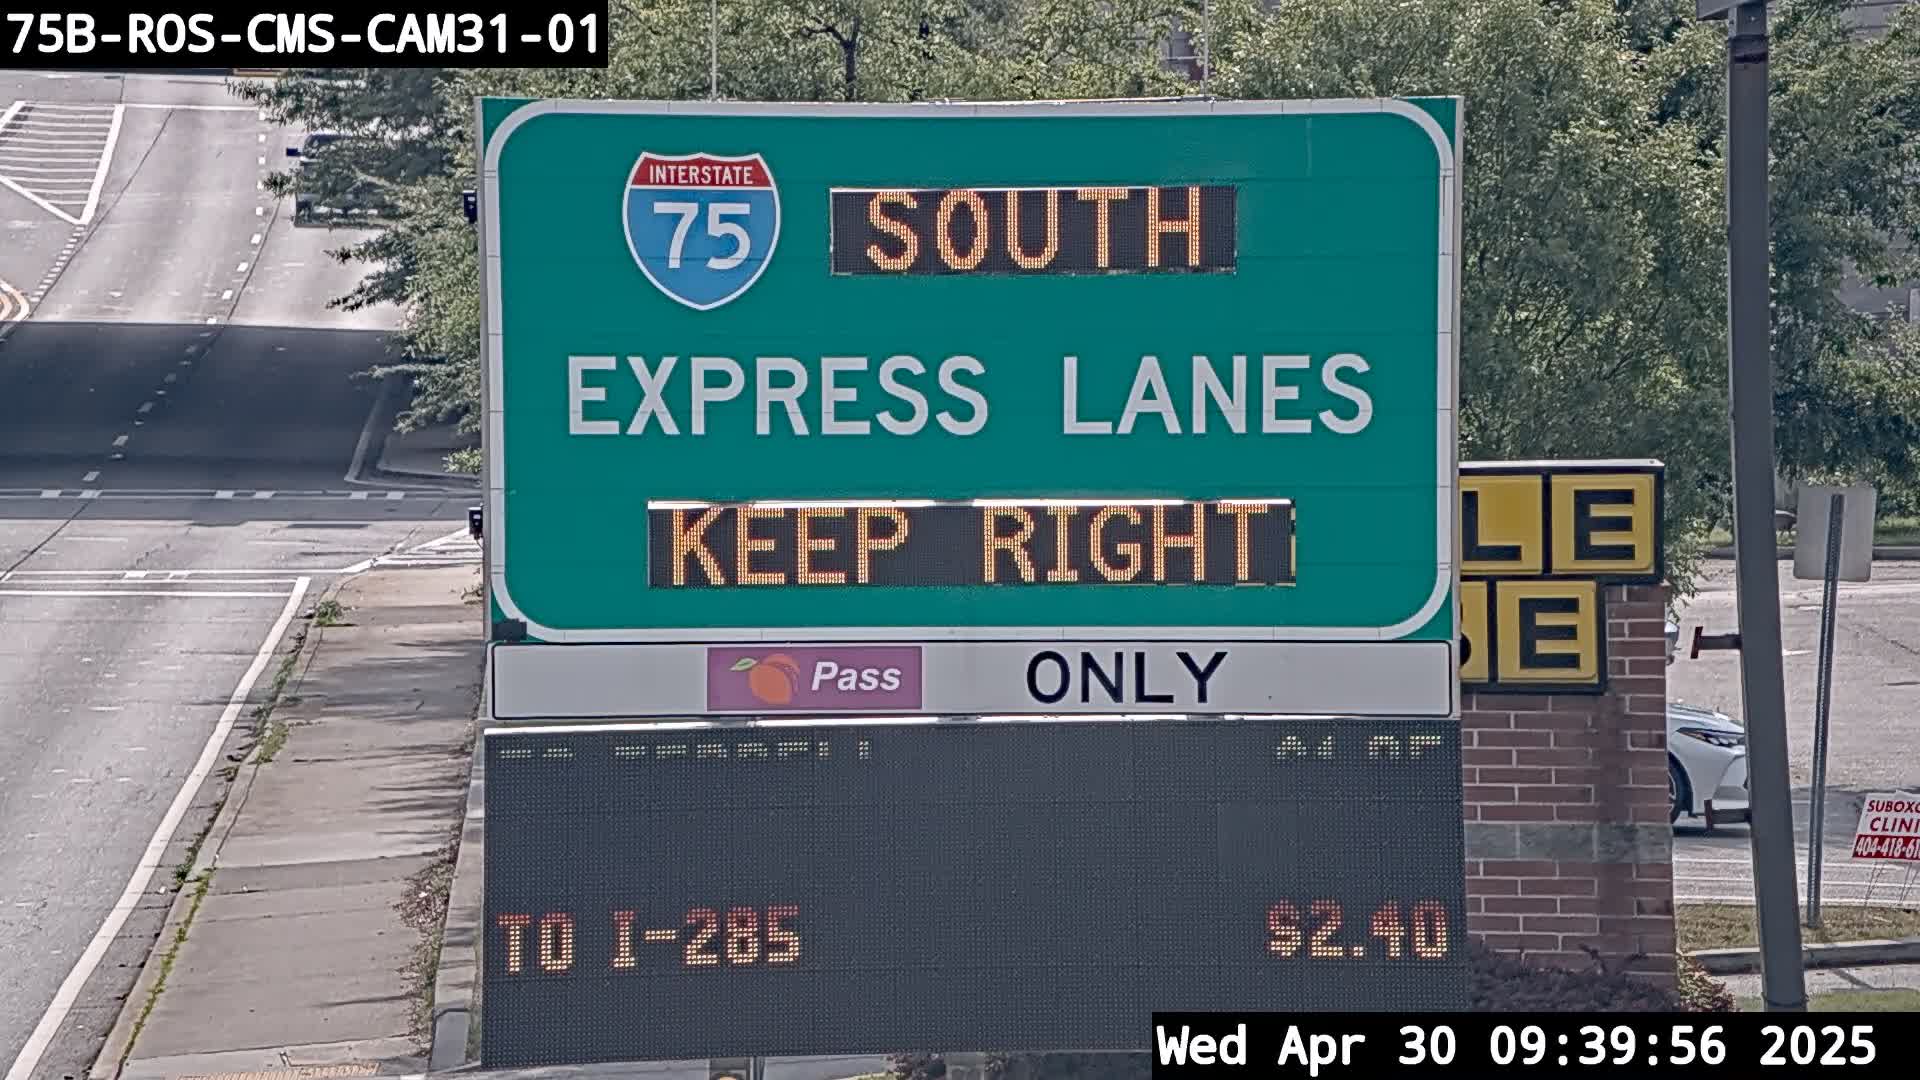 75B-ROS-CMS-CAM31-01
INTERSTATE
75
SOUTH
EXPRESS LANES
KEEP RIGHT
Pass ONLY
TO I-285 $2.40
LE
E
CLINI
404-418-61
Wed Apr 30 09:39:56 2025